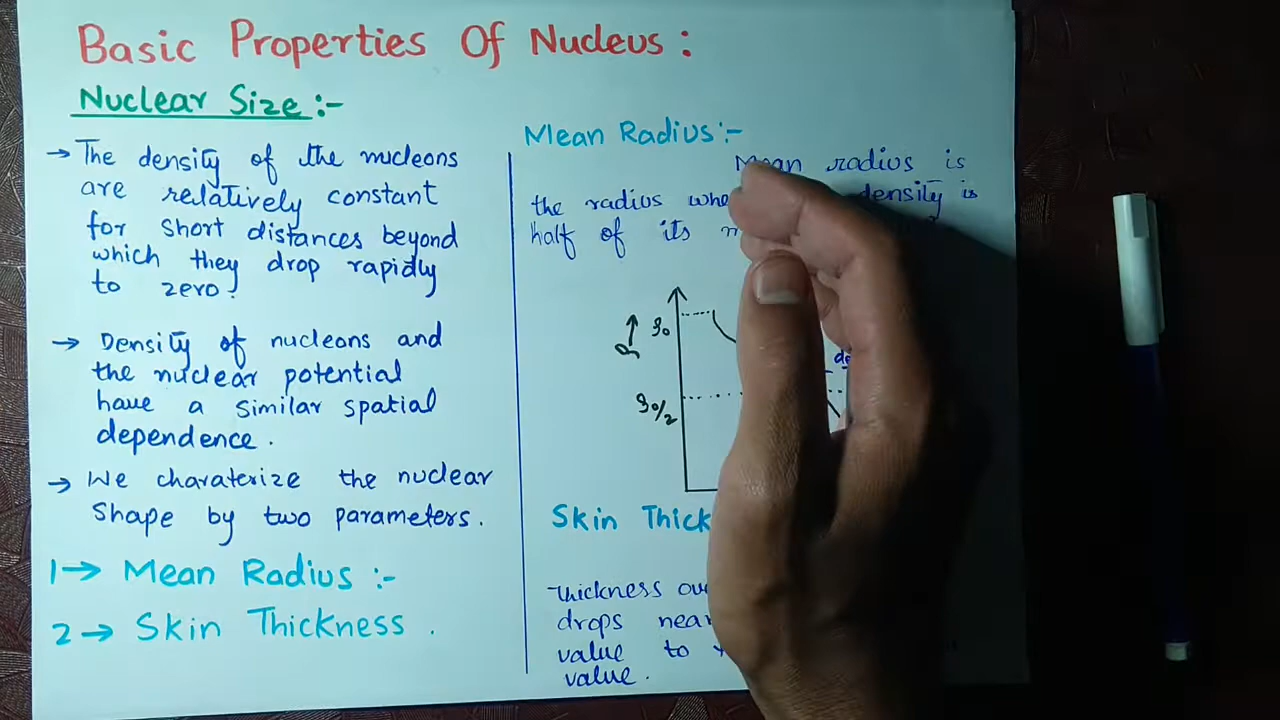 Basic Properties Of Nucleus :
Nuclear Size :-
→ The density of the nucleons
are relatively constant
for short distances beyond
which they drop rapidly
to zero.
→ Density of nucleons and
the nuclear potential
have a similar spatial
dependence.
→ We charaterize the nuclear
shape by two parameters.
1→ Mean Radius :-
2→ Skin Thickness .
Mean Radius :-
Mean radius is
the radius density is
half of its
ρ
ρ0
ρ0/2
Skin
Thickness
drops
value to
value.